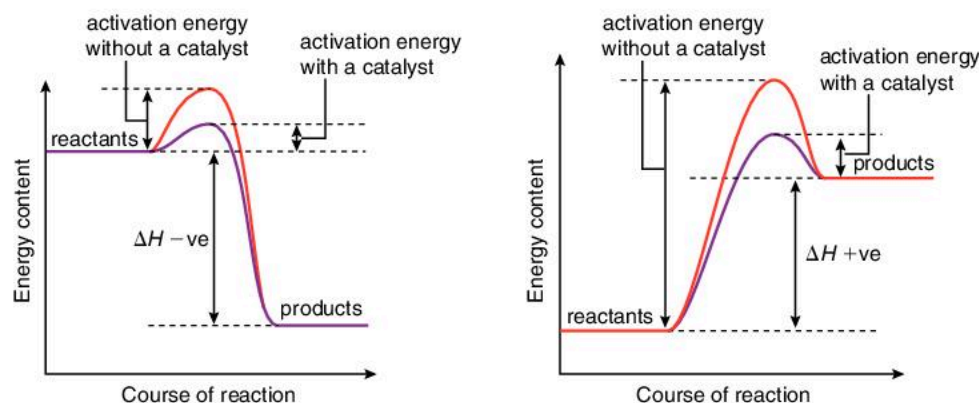 activation energy
without a catalyst
activation energy
with a catalyst
reactants
ΔH −ve
products
Energy content
Course of reaction
activation energy
without a catalyst
activation energy
with a catalyst
products
ΔH +ve
reactants
Energy content
Course of reaction